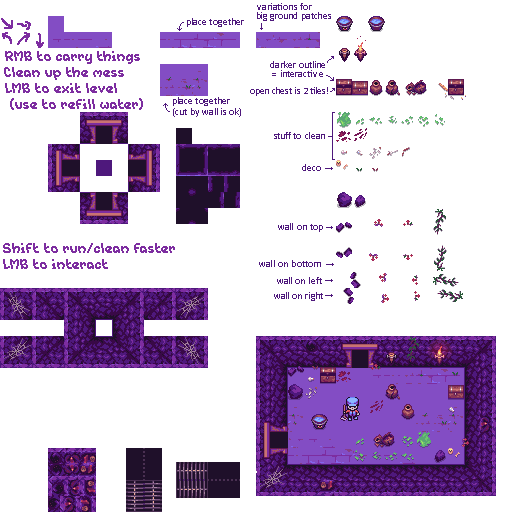 variations for
big ground patches
place together
RMB to carry things
Clean up the mess
LMB to exit level
(use to refill water)
darker outline
= interactive
open chest is 2 tiles!
place together
(cut by wall is ok)
stuff to clean
deco
wall on top
Shift to run/clean faster
LMB to interact
wall on bottom
wall on left
wall on right